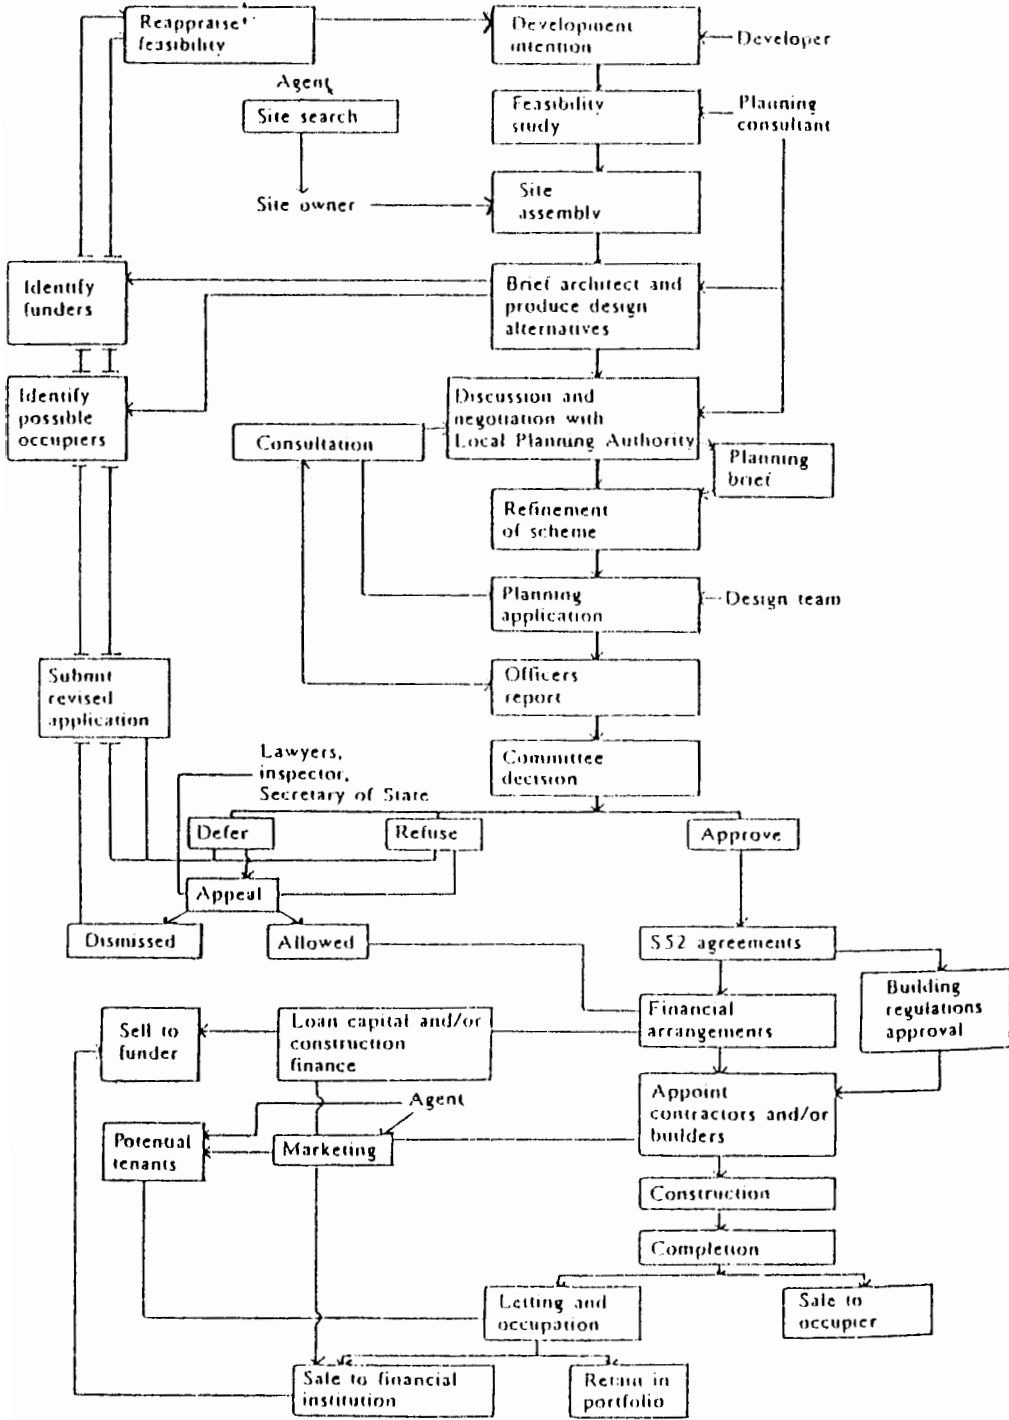 Reappraise
feasibility
Development
intention
Developer
Agent
Site search
Feasibility
study
Planning
consultant
Site owner
Site
assembly
Identify
funders
Brief architect and
produce design
alternatives
Identify
possible
occupiers
Discussion and
negotiation with
Local Planning Authority
Consultation
Planning
brief
Refinement
of scheme
Planning
application
Design team
Submit
revised
application
Officers
report
Lawyers,
inspector,
Secretary of State
Committee
decision
Defer
Refuse
Approve
Appeal
Dismissed
Allowed
S52 agreements
Building
regulations
approval
Financial
arrangements
Sell to
funder
Loan capital and/or
construction
finance
Agent
Appoint
contractors and/or
builders
Potential
tenants
Marketing
Construction
Completion
Letting and
occupation
Sale to
occupier
Sale to financial
institution
Retain in
portfolio